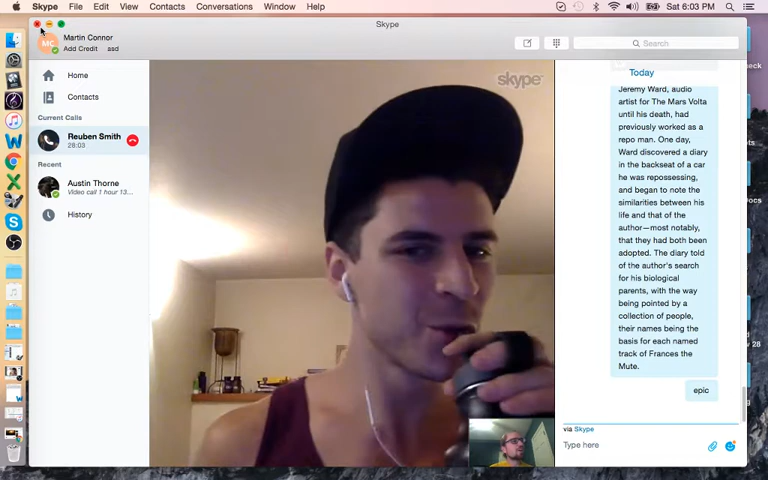 Skype File Edit View Contacts Conversations Window Help Sat 6:03 PM
Skype
MC Martin Connor
Add Credit asd
Search
Home
Contacts
Current Calls
Reuben Smith
28:03
Recent
Austin Thorne
Video call 1 hour 13...
History
skype
Today
Jeremy Ward, audio
artist for The Mars Volta
until his death, had
previously worked as a
repo man. One day,
Ward discovered a diary
in the backseat of a car
he was repossessing,
and began to note the
similarities between his
life and that of the
author—most notably,
that they had both been
adopted. The diary told
of the author's search
for his biological
parents, with the way
being pointed by a
collection of people,
their names being the
basis for each named
track of Frances the
Mute.
epic
via Skype
Type here